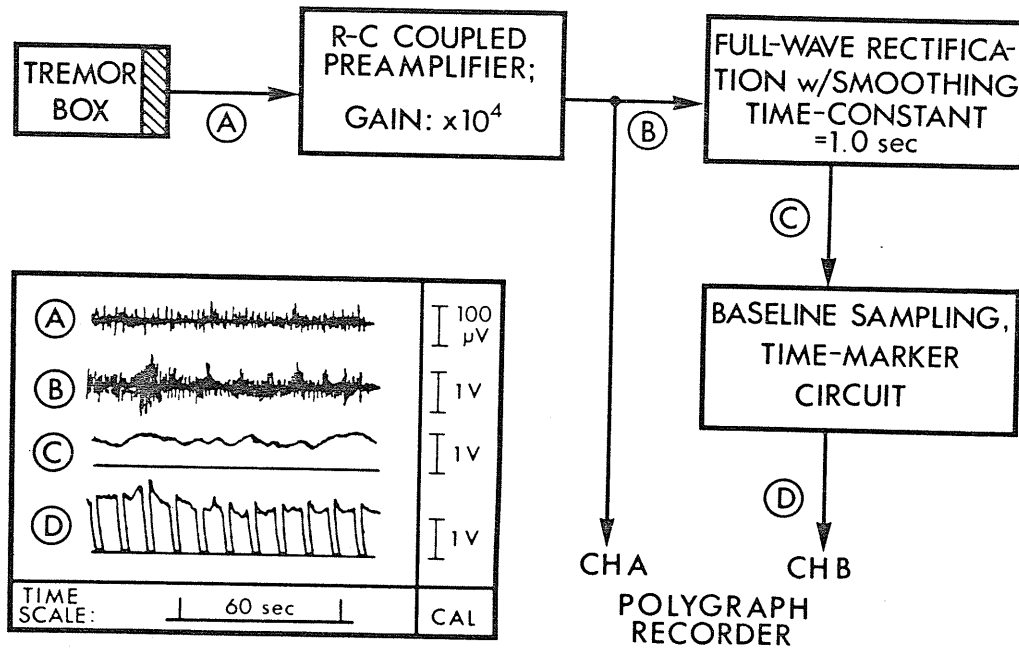 TREMOR
BOX
A
R-C COUPLED
PREAMPLIFIER;
GAIN: x10⁴
B
FULL-WAVE RECTIFICA-
TION w/SMOOTHING
TIME-CONSTANT
=1.0 sec
C
BASELINE SAMPLING,
TIME-MARKER
CIRCUIT
D
CHA
CHB
POLYGRAPH
RECORDER
A
100
µV
B
1V
C
1V
D
1V
TIME
SCALE:
60 sec
CAL